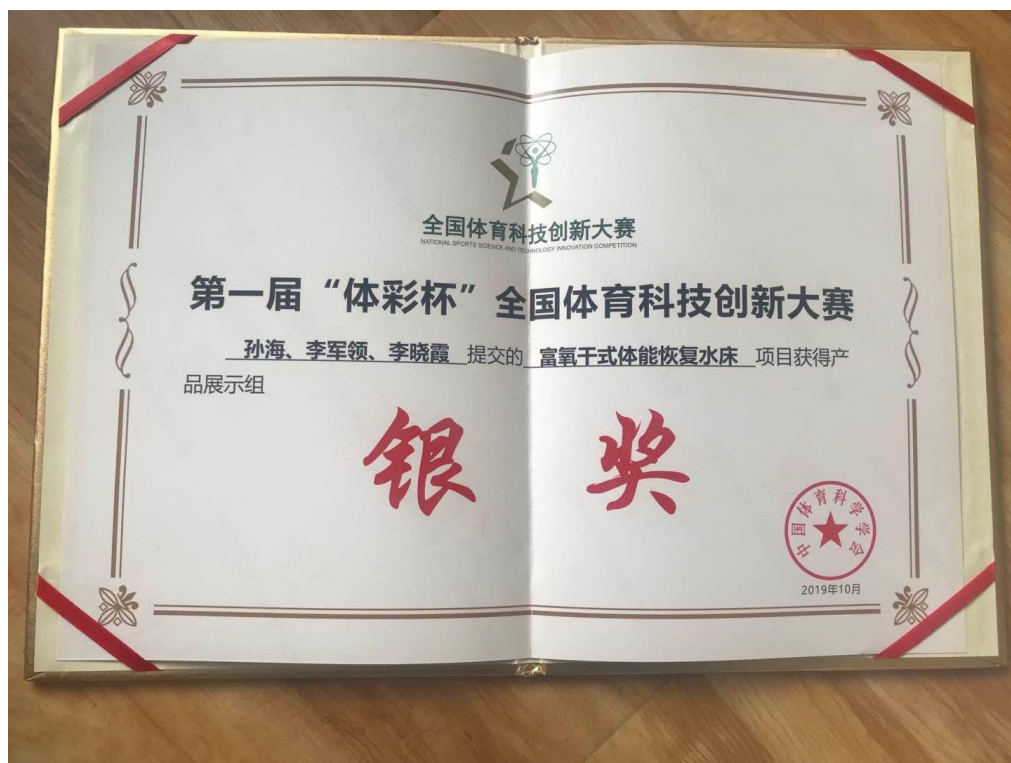 全国体育科技创新大赛
NATIONAL SPORTS SCIENCE AND TECHNOLOGY INNOVATION COMPETITION
第一届“体彩杯”全国体育科技创新大赛
孙海、李军领、李晓霞 提交的 富氧干式体能恢复水床 项目获得产
品展示组
银 奖
中国体育科学学会
2019年10月